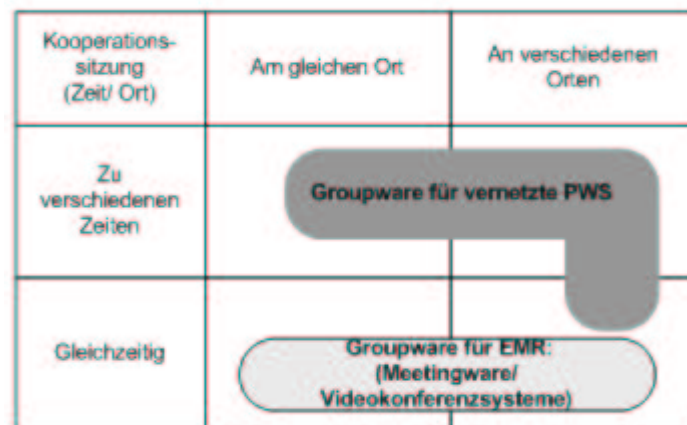 Kooperations-
sitzung
(Zeit/ Ort)
Am gleichen Ort
An verschiedenen
Orten
Zu
verschiedenen
Zeiten
Groupware für vernetzte PWS
Gleichzeitig
Groupware für EMR:
(Meetingware/
Videokonferenzsysteme)